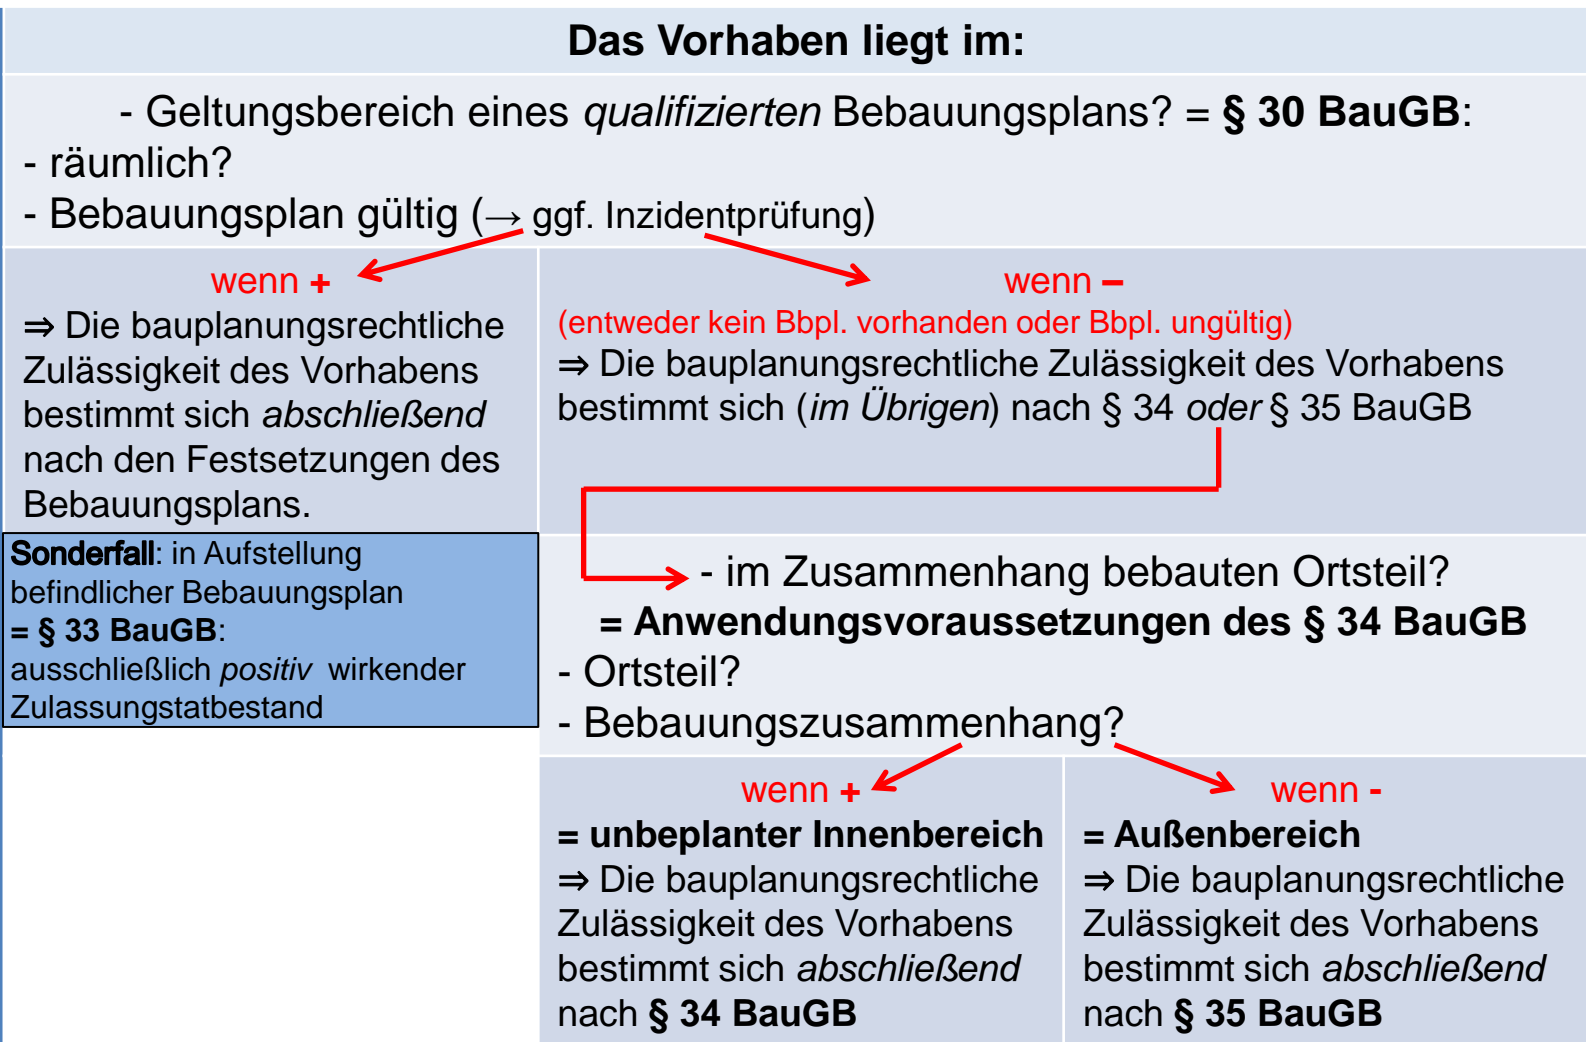 Das Vorhaben liegt im:
- Geltungsbereich eines qualifizierten Bebauungsplans? = § 30 BauGB:
- räumlich?
- Bebauungsplan gültig (→ ggf. Inzidentprüfung)
wenn +
⇒ Die bauplanungsrechtliche
Zulässigkeit des Vorhabens
bestimmt sich abschließend
nach den Festsetzungen des
Bebauungsplans.
wenn –
(entweder kein Bbpl. vorhanden oder Bbpl. ungültig)
⇒ Die bauplanungsrechtliche Zulässigkeit des Vorhabens
bestimmt sich (im Übrigen) nach § 34 oder § 35 BauGB
Sonderfall: in Aufstellung
befindlicher Bebauungsplan
= § 33 BauGB:
ausschließlich positiv wirkender
Zulassungstatbestand
- im Zusammenhang bebauten Ortsteil?
= Anwendungsvoraussetzungen des § 34 BauGB
- Ortsteil?
- Bebauungszusammenhang?
wenn +
= unbeplanter Innenbereich
⇒ Die bauplanungsrechtliche
Zulässigkeit des Vorhabens
bestimmt sich abschließend
nach § 34 BauGB
wenn -
= Außenbereich
⇒ Die bauplanungsrechtliche
Zulässigkeit des Vorhabens
bestimmt sich abschließend
nach § 35 BauGB